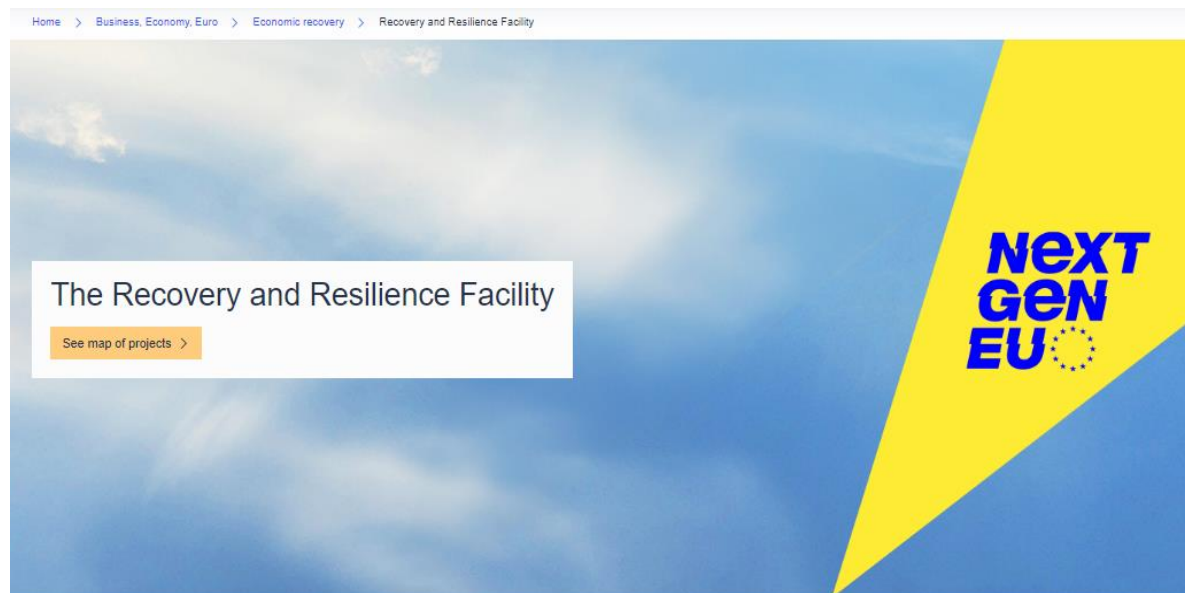 Home > Business, Economy, Euro > Economic recovery > Recovery and Resilience Facility
The Recovery and Resilience Facility
See map of projects >
NexT
GeN
EU